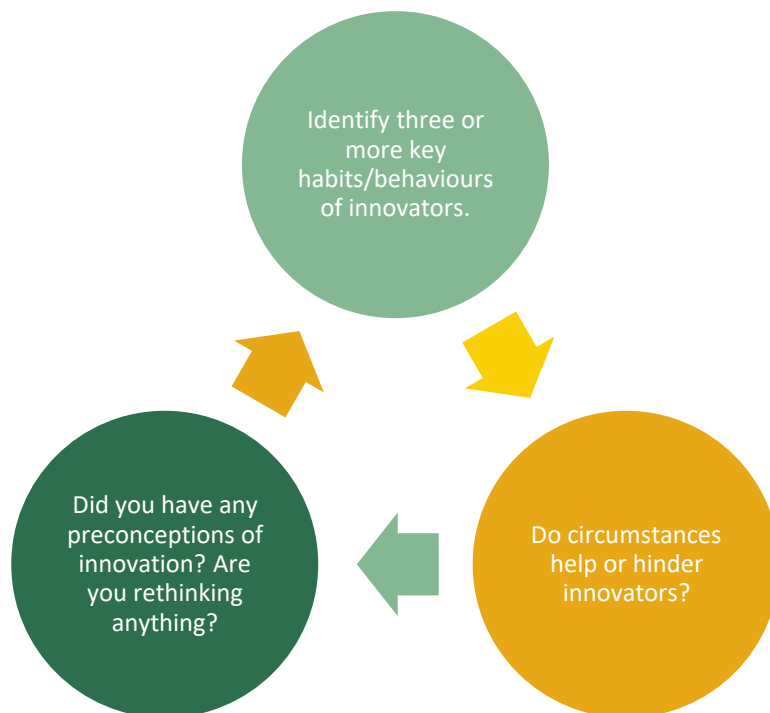 Identify three or
more key
habits/behaviours
of innovators.
Do circumstances
help or hinder
innovators?
Did you have any
preconceptions of
innovation? Are
you rethinking
anything?